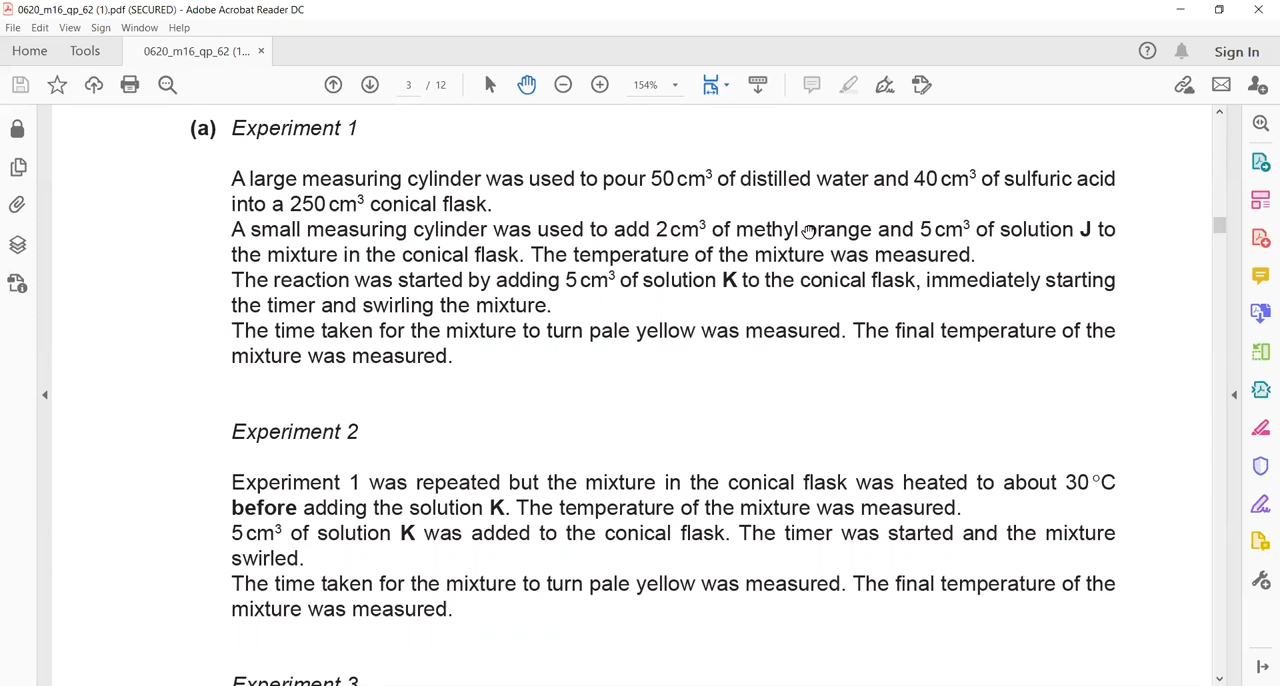 0620_m16_qp_62 (1).pdf (SECURED) - Adobe Acrobat Reader DC
File Edit View Sign Window Help
Home Tools 0620_m16_qp_62 (1... × Sign In
3 / 12 154%
(a) Experiment 1
A large measuring cylinder was used to pour 50 cm³ of distilled water and 40 cm³ of sulfuric acid
into a 250 cm³ conical flask.
A small measuring cylinder was used to add 2 cm³ of methyl orange and 5 cm³ of solution J to
the mixture in the conical flask. The temperature of the mixture was measured.
The reaction was started by adding 5 cm³ of solution K to the conical flask, immediately starting
the timer and swirling the mixture.
The time taken for the mixture to turn pale yellow was measured. The final temperature of the
mixture was measured.
Experiment 2
Experiment 1 was repeated but the mixture in the conical flask was heated to about 30 °C
before adding the solution K. The temperature of the mixture was measured.
5 cm³ of solution K was added to the conical flask. The timer was started and the mixture
swirled.
The time taken for the mixture to turn pale yellow was measured. The final temperature of the
mixture was measured.
Experiment 3